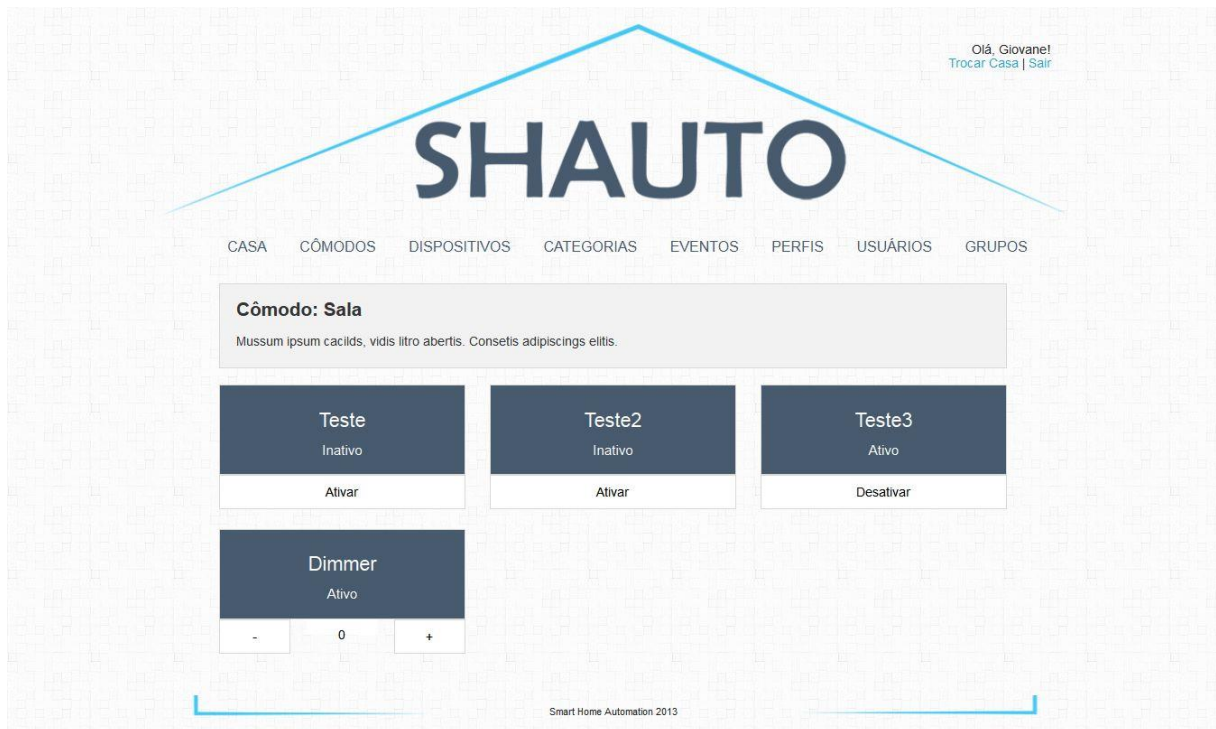 Olá, Giovane!
Trocar Casa | Sair
SHAUTO
CASA CÔMODOS DISPOSITIVOS CATEGORIAS EVENTOS PERFIS USUÁRIOS GRUPOS
Cômodo: Sala
Mussum ipsum cacilds, vidis litro abertis. Consetis adipiscings elitis.
Teste
Inativo
Ativar
Teste2
Inativo
Ativar
Teste3
Ativo
Desativar
Dimmer
Ativo
- 0 +
Smart Home Automation 2013